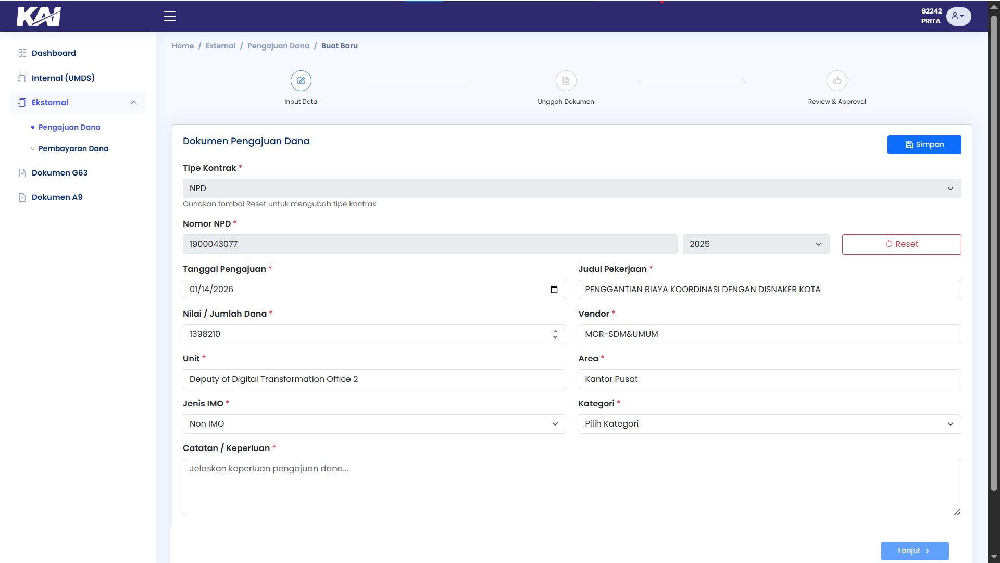 KAI
62242
PRITA
Dashboard
Internal (UMDS)
Eksternal
Pengajuan Dana
Pembayaran Dana
Dokumen G63
Dokumen A9
Home / External / Pengajuan Dana / Buat Baru
Input Data
Unggah Dokumen
Review & Approval
Dokumen Pengajuan Dana
Simpan
Tipe Kontrak *
NPD
Gunakan tombol Reset untuk mengubah tipe kontrak
Nomor NPD *
1900043077
2025
Reset
Tanggal Pengajuan *
01/14/2026
Judul Pekerjaan *
PENGGANTIAN BIAYA KOORDINASI DENGAN DISNAKER KOTA
Nilai / Jumlah Dana *
1398210
Vendor *
MGR-SDM&UMUM
Unit *
Deputy of Digital Transformation Office 2
Area *
Kantor Pusat
Jenis IMO *
Non IMO
Kategori *
Pilih Kategori
Catatan / Keperluan *
Jelaskan keperluan pengajuan dana...
Lanjut